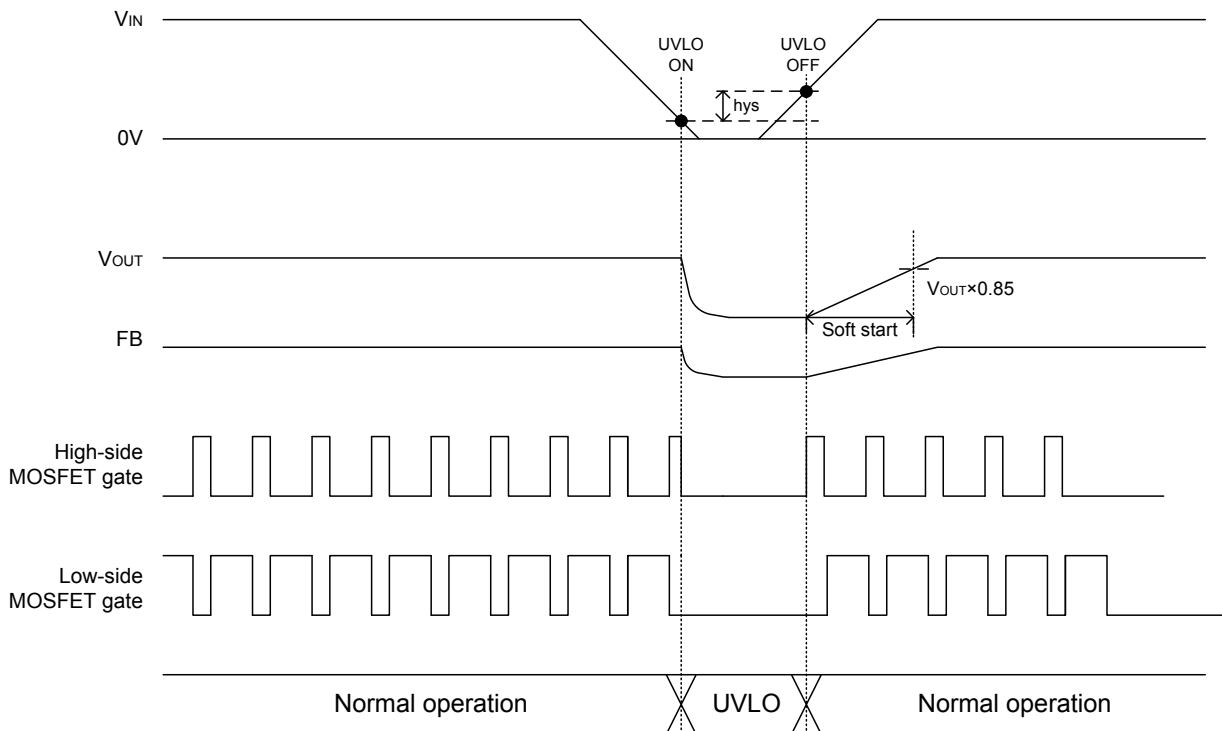 VIN
UVLO
ON
UVLO
OFF
hys
0V
VOUT
VOUT×0.85
Soft start
FB
High-side
MOSFET gate
Low-side
MOSFET gate
Normal operation
UVLO
Normal operation